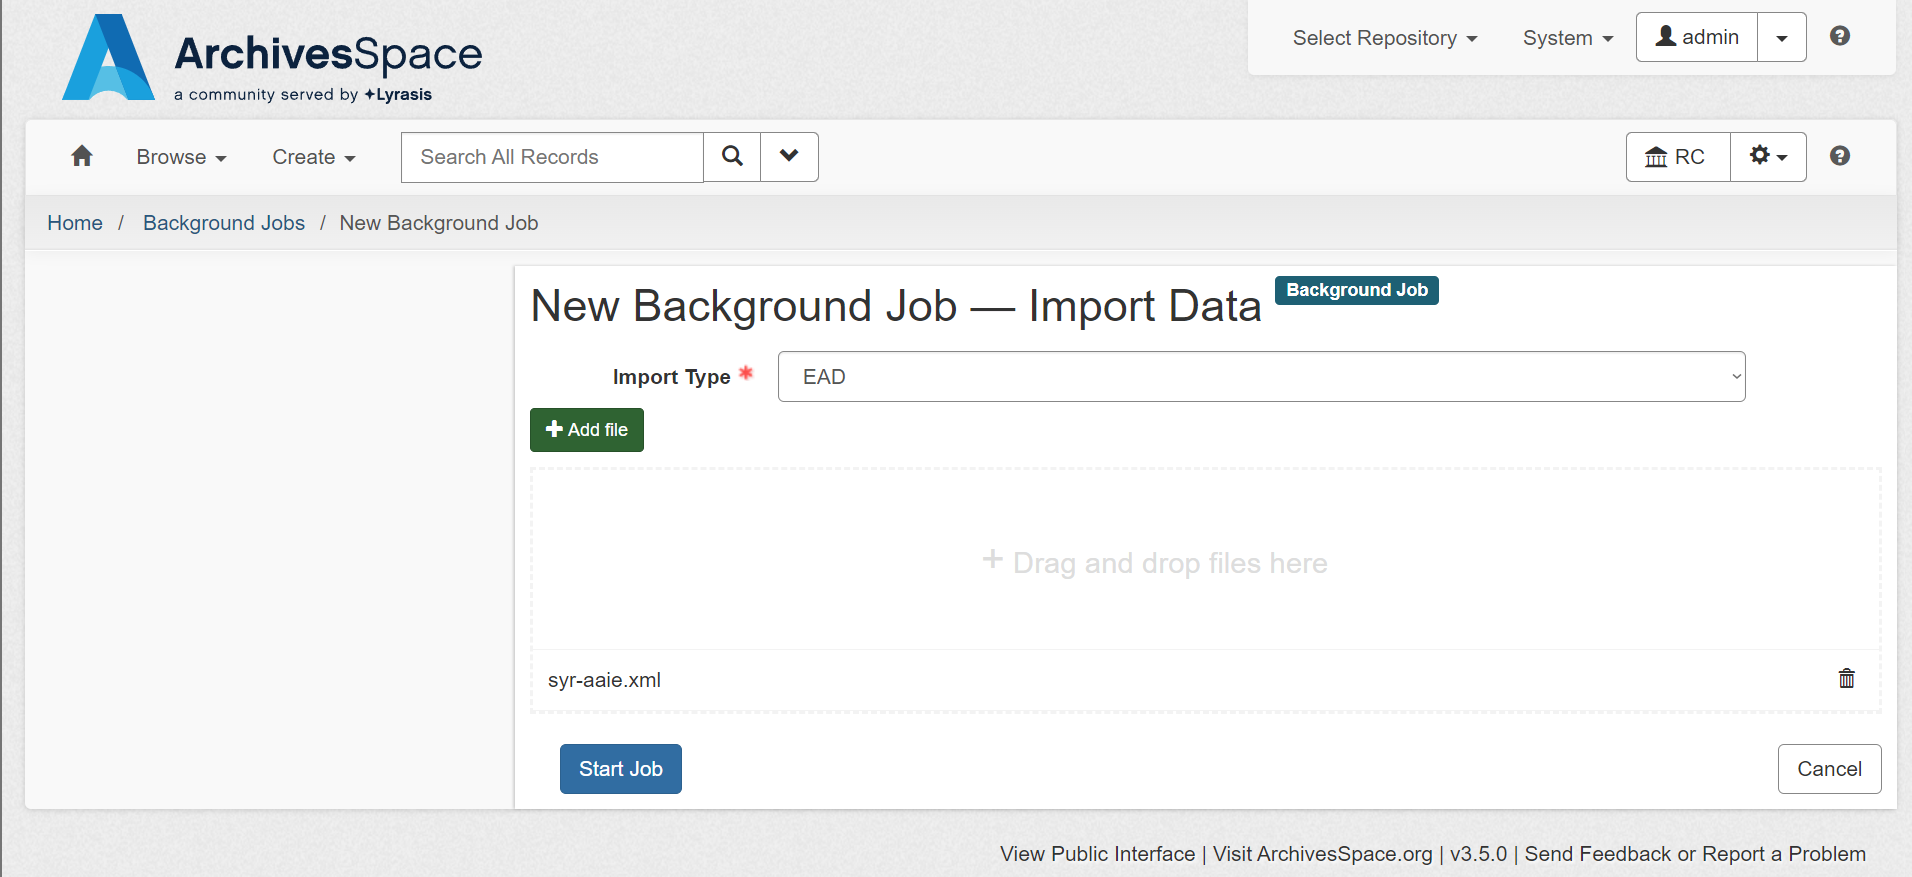 ArchivesSpace
a community served by Lyrasis
Select Repository
System
admin
Browse
Create
Search All Records
RC
Home / Background Jobs / New Background Job
New Background Job — Import Data Background Job
Import Type *
EAD
+ Add file
+ Drag and drop files here
syr-aaie.xml
Start Job
Cancel
View Public Interface | Visit ArchivesSpace.org | v3.5.0 | Send Feedback or Report a Problem